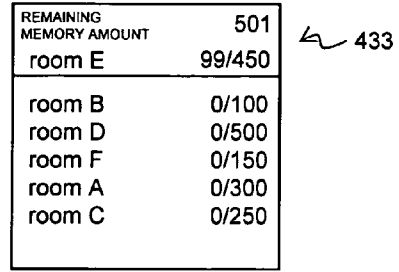 REMAINING
MEMORY AMOUNT 501
room E 99/450
room B 0/100
room D 0/500
room F 0/150
room A 0/300
room C 0/250
433